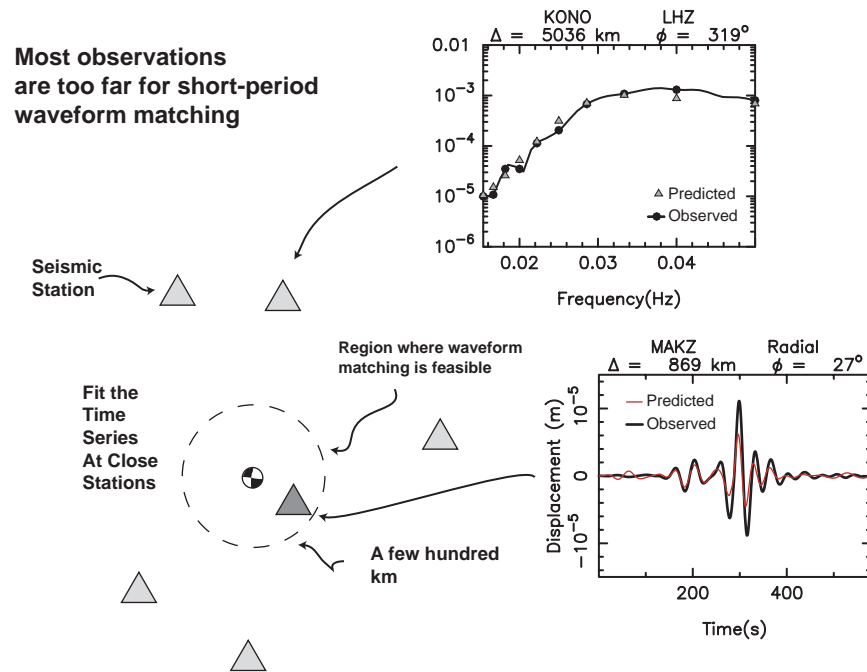 Most observations
are too far for short-period
waveform matching
KONO LHZ
Δ = 5036 km ϕ = 319°
0.01
10⁻³
10⁻⁴
10⁻⁵
10⁻⁶
Predicted
Observed
0.02 0.03 0.04
Frequency(Hz)
Seismic
Station
Region where waveform
matching is feasible
Fit the
Time
Series
At Close
Stations
A few hundred
km
MAKZ Radial
Δ = 869 km ϕ = 27°
Predicted
Observed
Displacement (m)
10⁻⁵
0
−10⁻⁵
200 400
Time(s)